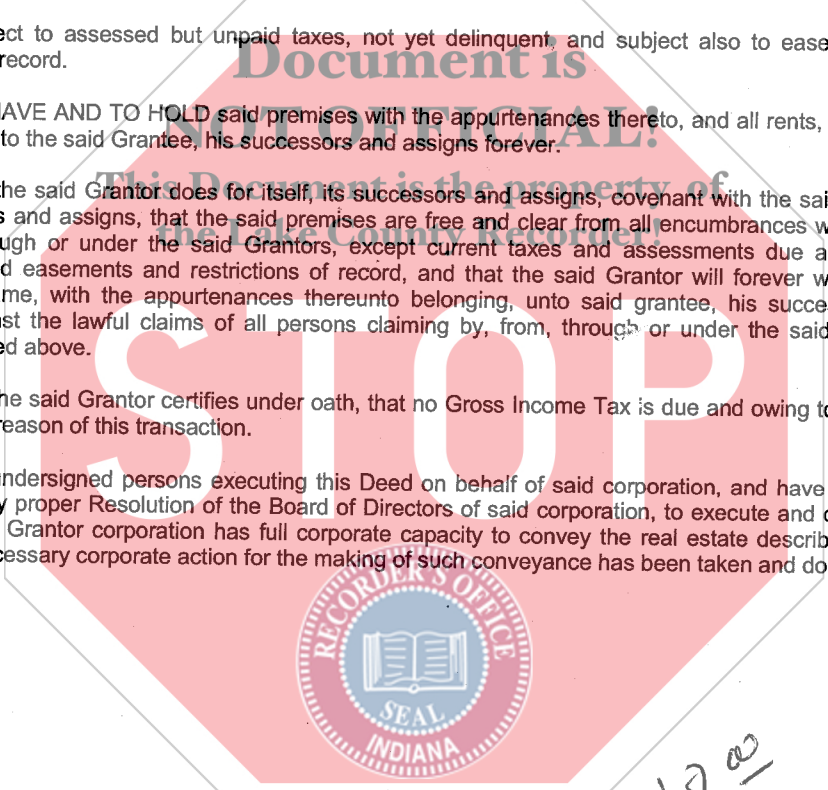 ect to assessed but unpaid taxes, not yet delinquent, and subject also to ease
record.
Document is
AVE AND TO HOLD said premises with the appurtenances thereto, and all rents,
NOT OFFICIAL!
to the said Grantee, his successors and assigns forever.
This Document is the property of
the said Grantor does for itself, its successors and assigns, covenant with the sai
s and assigns, that the said premises are free and clear from all encumbrances w
the Lake County Recorder!
ugh or under the said Grantors, except current taxes and assessments due a
d easements and restrictions of record, and that the said Grantor will forever w
me, with the appurtenances thereunto belonging, unto said grantee, his succe
st the lawful claims of all persons claiming by, from, through or under the said
ed above.
STOP
he said Grantor certifies under oath, that no Gross Income Tax is due and owing to
reason of this transaction.
ndersigned persons executing this Deed on behalf of said corporation, and have
y proper Resolution of the Board of Directors of said corporation, to execute and d
Grantor corporation has full corporate capacity to convey the real estate describ
cessary corporate action for the making of such conveyance has been taken and do
RECORDER'S OFFICE
SEAL
INDIANA